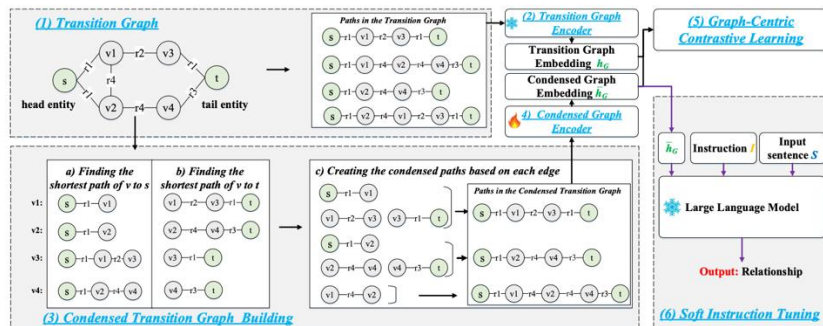 (1) Transition Graph
s
r1
v1
r2
v3
r1
t
r4
r1
v2
r4
v4
r3
head entity
tail entity
Paths in the Transition Graph
s r1 v1 r2 v3 r1 t
s r1 v1 r4 v2 r4 v4 r3 t
s r1 v2 r4 v4 r3 t
s r1 v2 r4 v1 r2 v3 r1 t
(2) Transition Graph
Encoder
Transition Graph
Embedding hG
Condensed Graph
Embedding h̄G
4) Condensed Graph
Encoder
(5) Graph-Centric
Contrastive Learning
a) Finding the
shortest path of v to s
b) Finding the
shortest path of v to t
v1: s r1 v1
v1 r2 v3 r1 t
v2: s r1 v2
v2 r4 v4 r3 t
v3: s r1 v1 r2 v3
v3 r1 t
v4: s r1 v2 r4 v4
v4 r3 t
c) Creating the condensed paths based on each edge
s r1 v1
v1 r2 v3 v3 r1 t
s r1 v2
v2 r4 v4 v4 r3 t
v1 r4 v2
Paths in the Condensed Transition Graph
s r1 v1 r2 v3 r1 t
s r1 v2 r4 v4 r3 t
s r1 v1 r4 v2 r4 v4 r3 t
(3) Condensed Transition Graph Building
h̄G
Instruction I
Input
sentence S
Large Language Model
Output: Relationship
(6) Soft Instruction Tuning